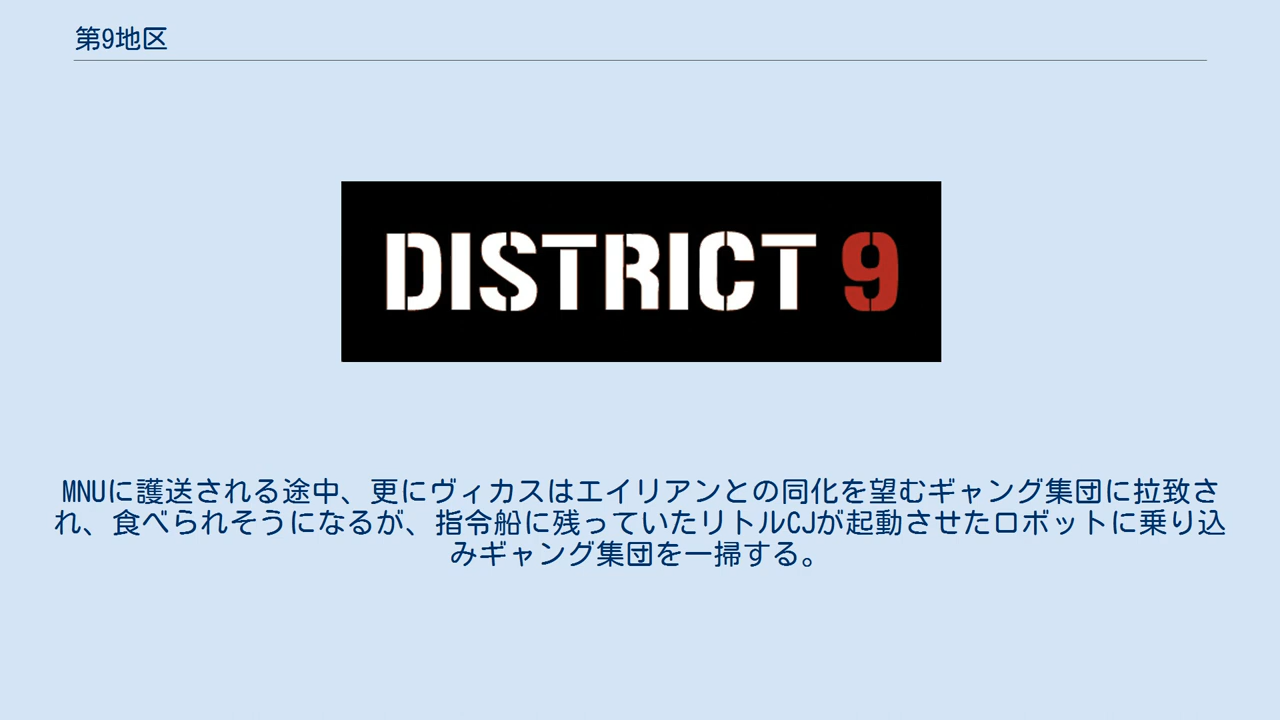 第9地区
DISTRICT 9
MNUに護送される途中、更にヴィカスはエイリアンとの同化を望むギャング集団に拉致さ
れ、食べられそうになるが、指令船に残っていたリトルCJが起動させたロボットに乗り込
みギャング集団を一掃する。